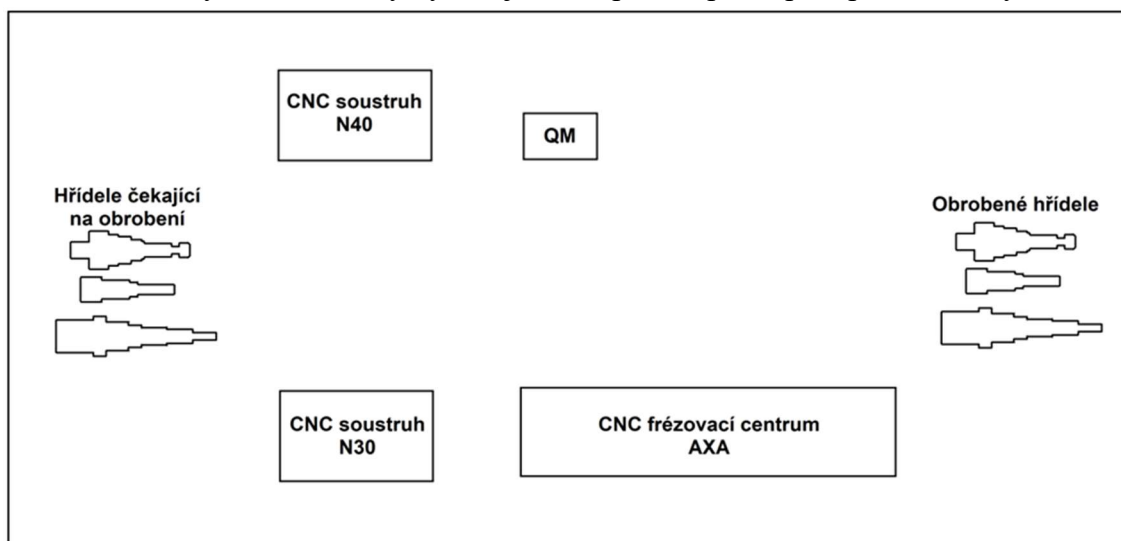 CNC soustruh
N40
QM
Hřídele čekající
na obrobení
Obrobené hřídele
CNC soustruh
N30
CNC frézovací centrum
AXA